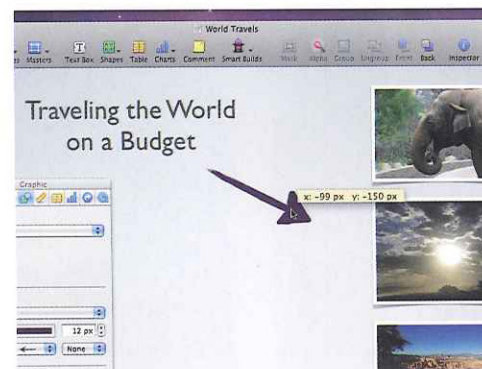 World Travels
Masters Text Box Shapes Table Charts Comment Smart Builds Mask Alpha Group Ungroup Front Back Inspector
Traveling the World
on a Budget
Graphic
x: -99 px y: -150 px
12 px
None